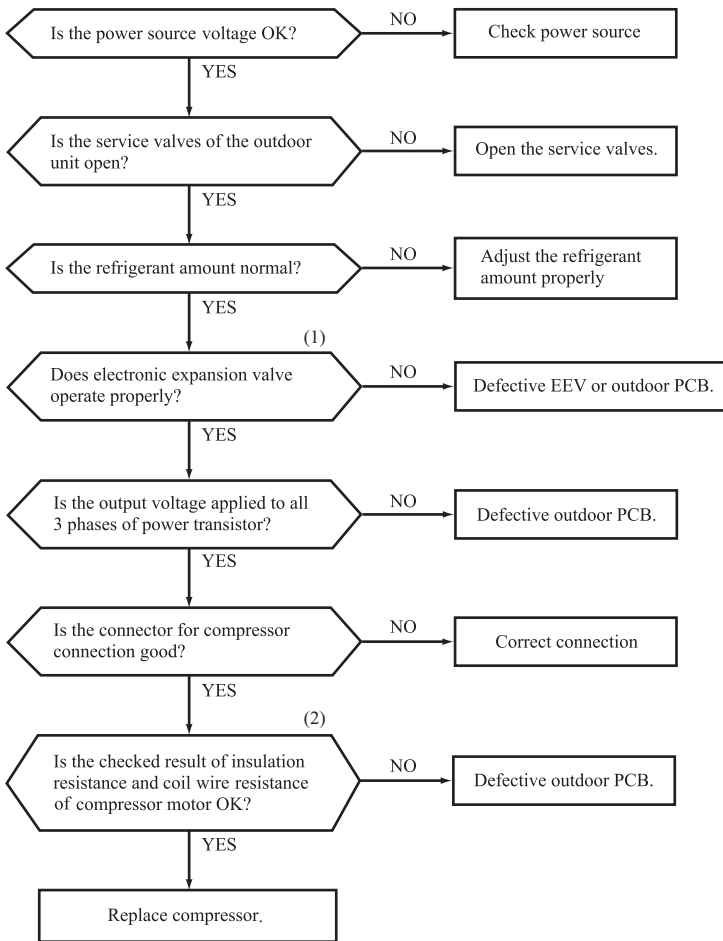 Is the power source voltage OK?
NO
Check power source
YES
Is the service valves of the outdoor
unit open?
NO
Open the service valves.
YES
Is the refrigerant amount normal?
NO
Adjust the refrigerant
amount properly
YES
(1)
Does electronic expansion valve
operate properly?
NO
Defective EEV or outdoor PCB.
YES
Is the output voltage applied to all
3 phases of power transistor?
NO
Defective outdoor PCB.
YES
Is the connector for compressor
connection good?
NO
Correct connection
YES
(2)
Is the checked result of insulation
resistance and coil wire resistance
of compressor motor OK?
NO
Defective outdoor PCB.
YES
Replace compressor.